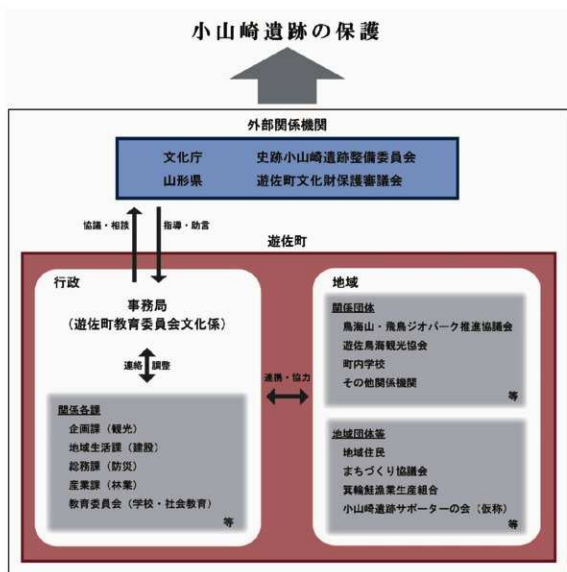 小山崎遺跡の保護
外部関係機関
文化庁 史跡小山崎遺跡整備委員会
山形県 遊佐町文化財保護審議会
協議・相談
指導・助言
遊佐町
行政
事務局
（遊佐町教育委員会文化係）
連絡 調整
関係各課
企画課（観光）
地域生活課（建設）
総務課（防災）
産業課（林業）
教育委員会（学校・社会教育）
等
連携・協力
地域
関係団体
鳥海山・飛鳥ジオパーク推進協議会
遊佐鳥海観光協会
町内学校
その他関係機関
等
地域団体等
地域住民
まちづくり協議会
箕輪鮭漁業生産組合
小山崎遺跡サポーターの会（仮称）
等